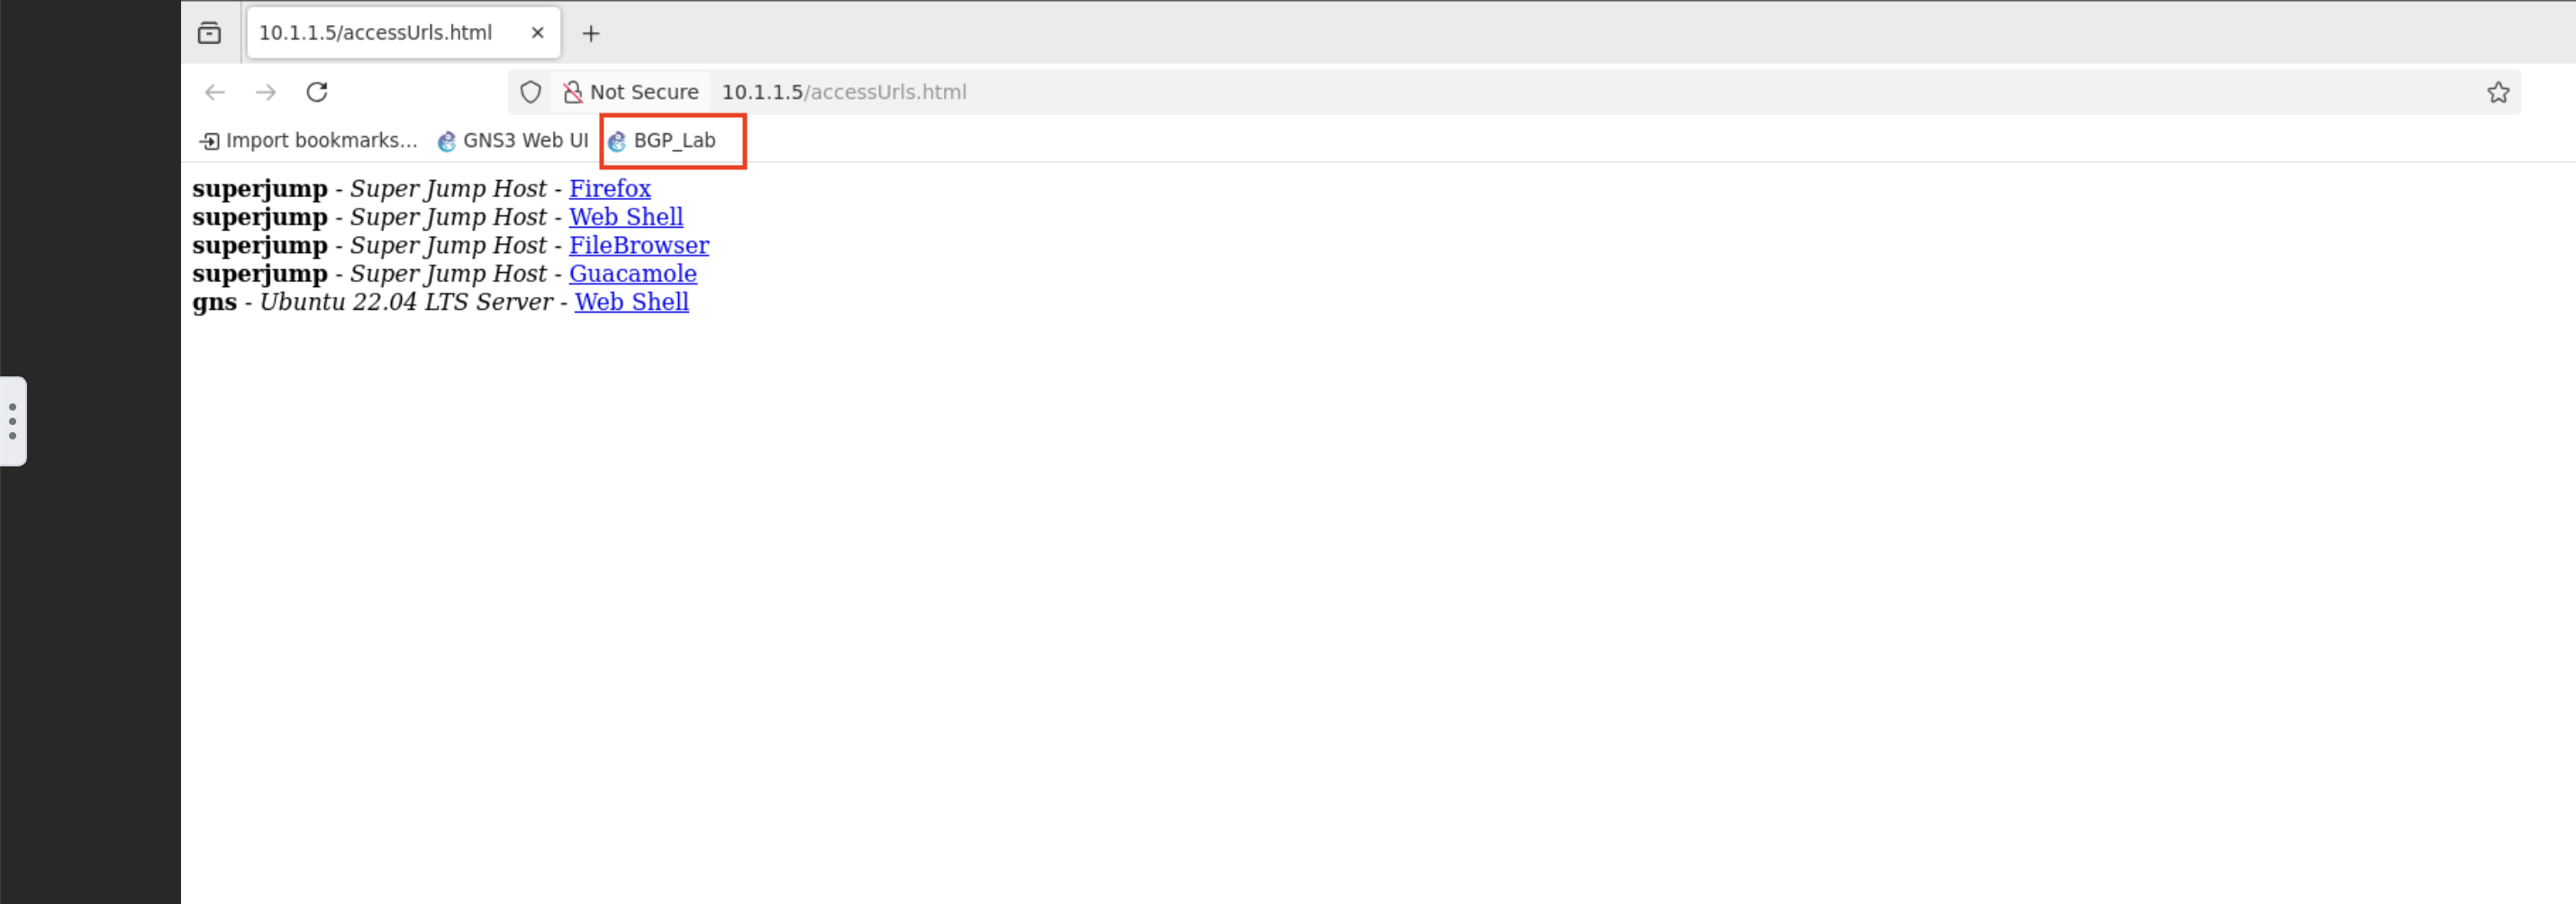 10.1.1.5/accessUrls.html
Not Secure 10.1.1.5/accessUrls.html
Import bookmarks... GNS3 Web UI BGP_Lab
superjump - Super Jump Host - Firefox
superjump - Super Jump Host - Web Shell
superjump - Super Jump Host - FileBrowser
superjump - Super Jump Host - Guacamole
gns - Ubuntu 22.04 LTS Server - Web Shell